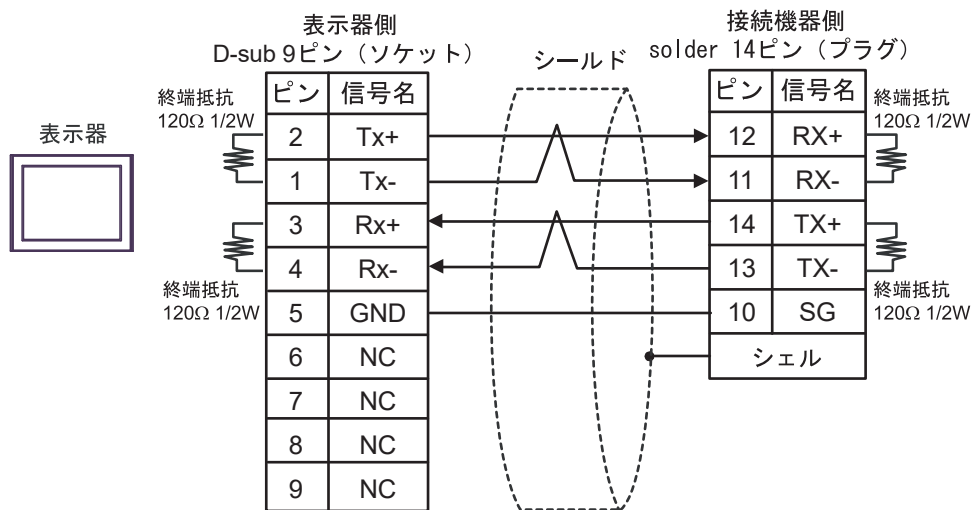 表示器側
D-sub 9ピン（ソケット）
シールド
接続機器側
solder 14ピン（プラグ）
表示器
終端抵抗
120Ω 1/2W
終端抵抗
120Ω 1/2W
ピン 信号名
2 Tx+
1 Tx-
3 Rx+
4 Rx-
5 GND
6 NC
7 NC
8 NC
9 NC
ピン 信号名
12 RX+
11 RX-
14 TX+
13 TX-
10 SG
シェル
終端抵抗
120Ω 1/2W
終端抵抗
120Ω 1/2W